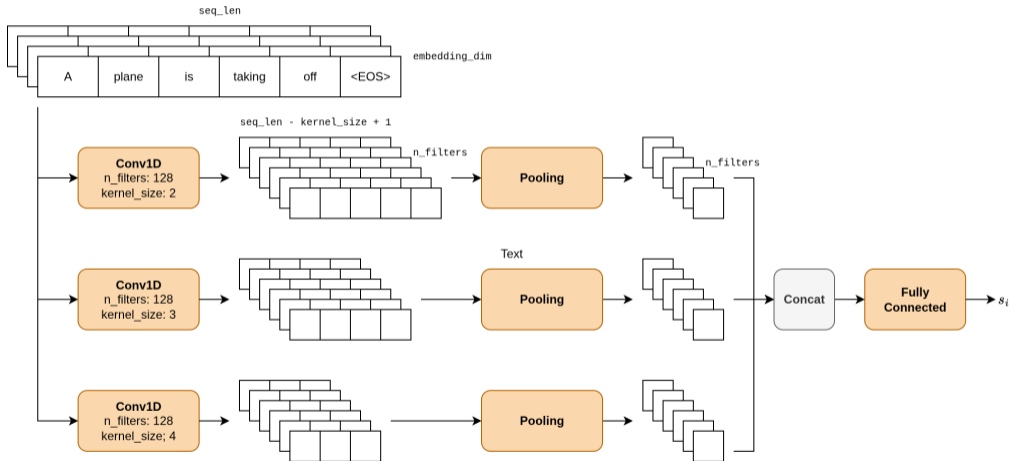 seq_len
embedding_dim
A plane is taking off <EOS>
seq_len - kernel_size + 1
n_filters
Conv1D
n_filters: 128
kernel_size: 2
Pooling
n_filters
Text
Conv1D
n_filters: 128
kernel_size: 3
Pooling
Concat
Fully
Connected
s_i
Conv1D
n_filters: 128
kernel_size; 4
Pooling